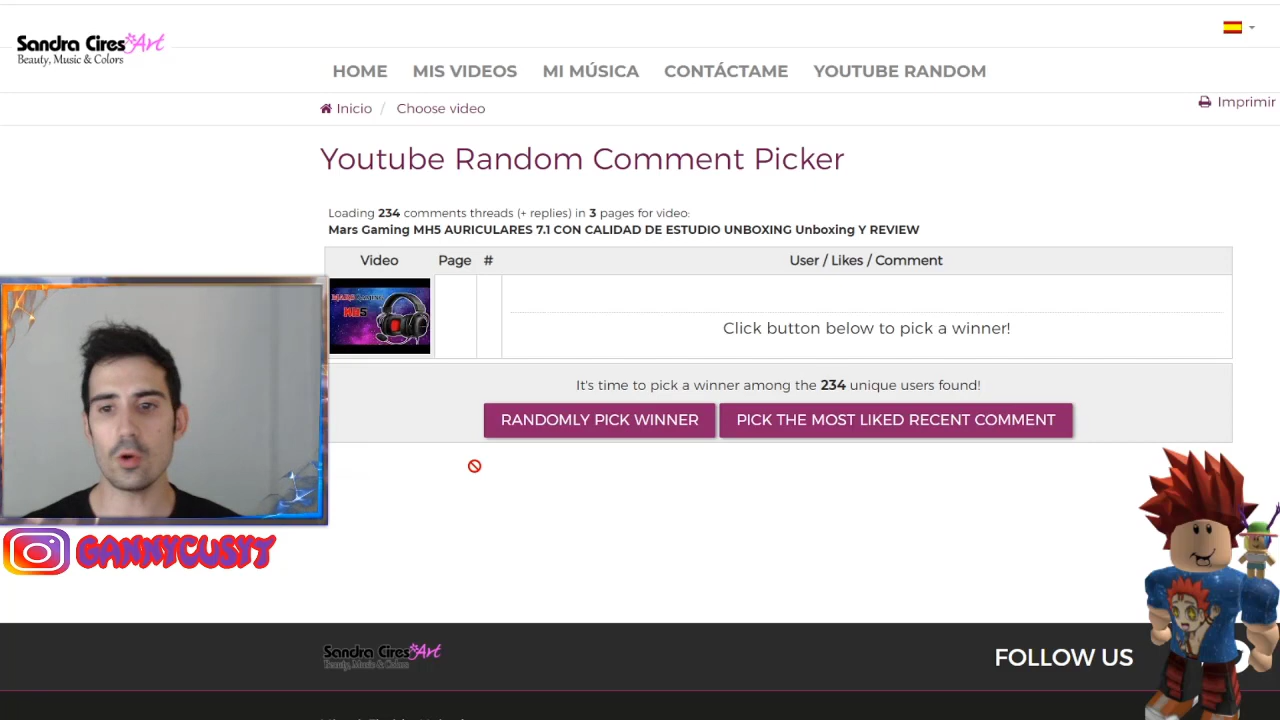 Sandra Cires Art
Beauty, Music & Colors
HOME MIS VIDEOS MI MÚSICA CONTÁCTAME YOUTUBE RANDOM
Inicio / Choose video
Imprimir
Youtube Random Comment Picker
Loading 234 comments threads (+ replies) in 3 pages for video:
Mars Gaming MH5 AURICULARES 7.1 CON CALIDAD DE ESTUDIO UNBOXING Unboxing Y REVIEW
Video Page # User / Likes / Comment
MARS GAMING
MH5
Click button below to pick a winner!
It's time to pick a winner among the 234 unique users found!
RANDOMLY PICK WINNER PICK THE MOST LIKED RECENT COMMENT
GANNYCUSYT
Sandra Cires Art
Beauty, Music & Colors
FOLLOW US